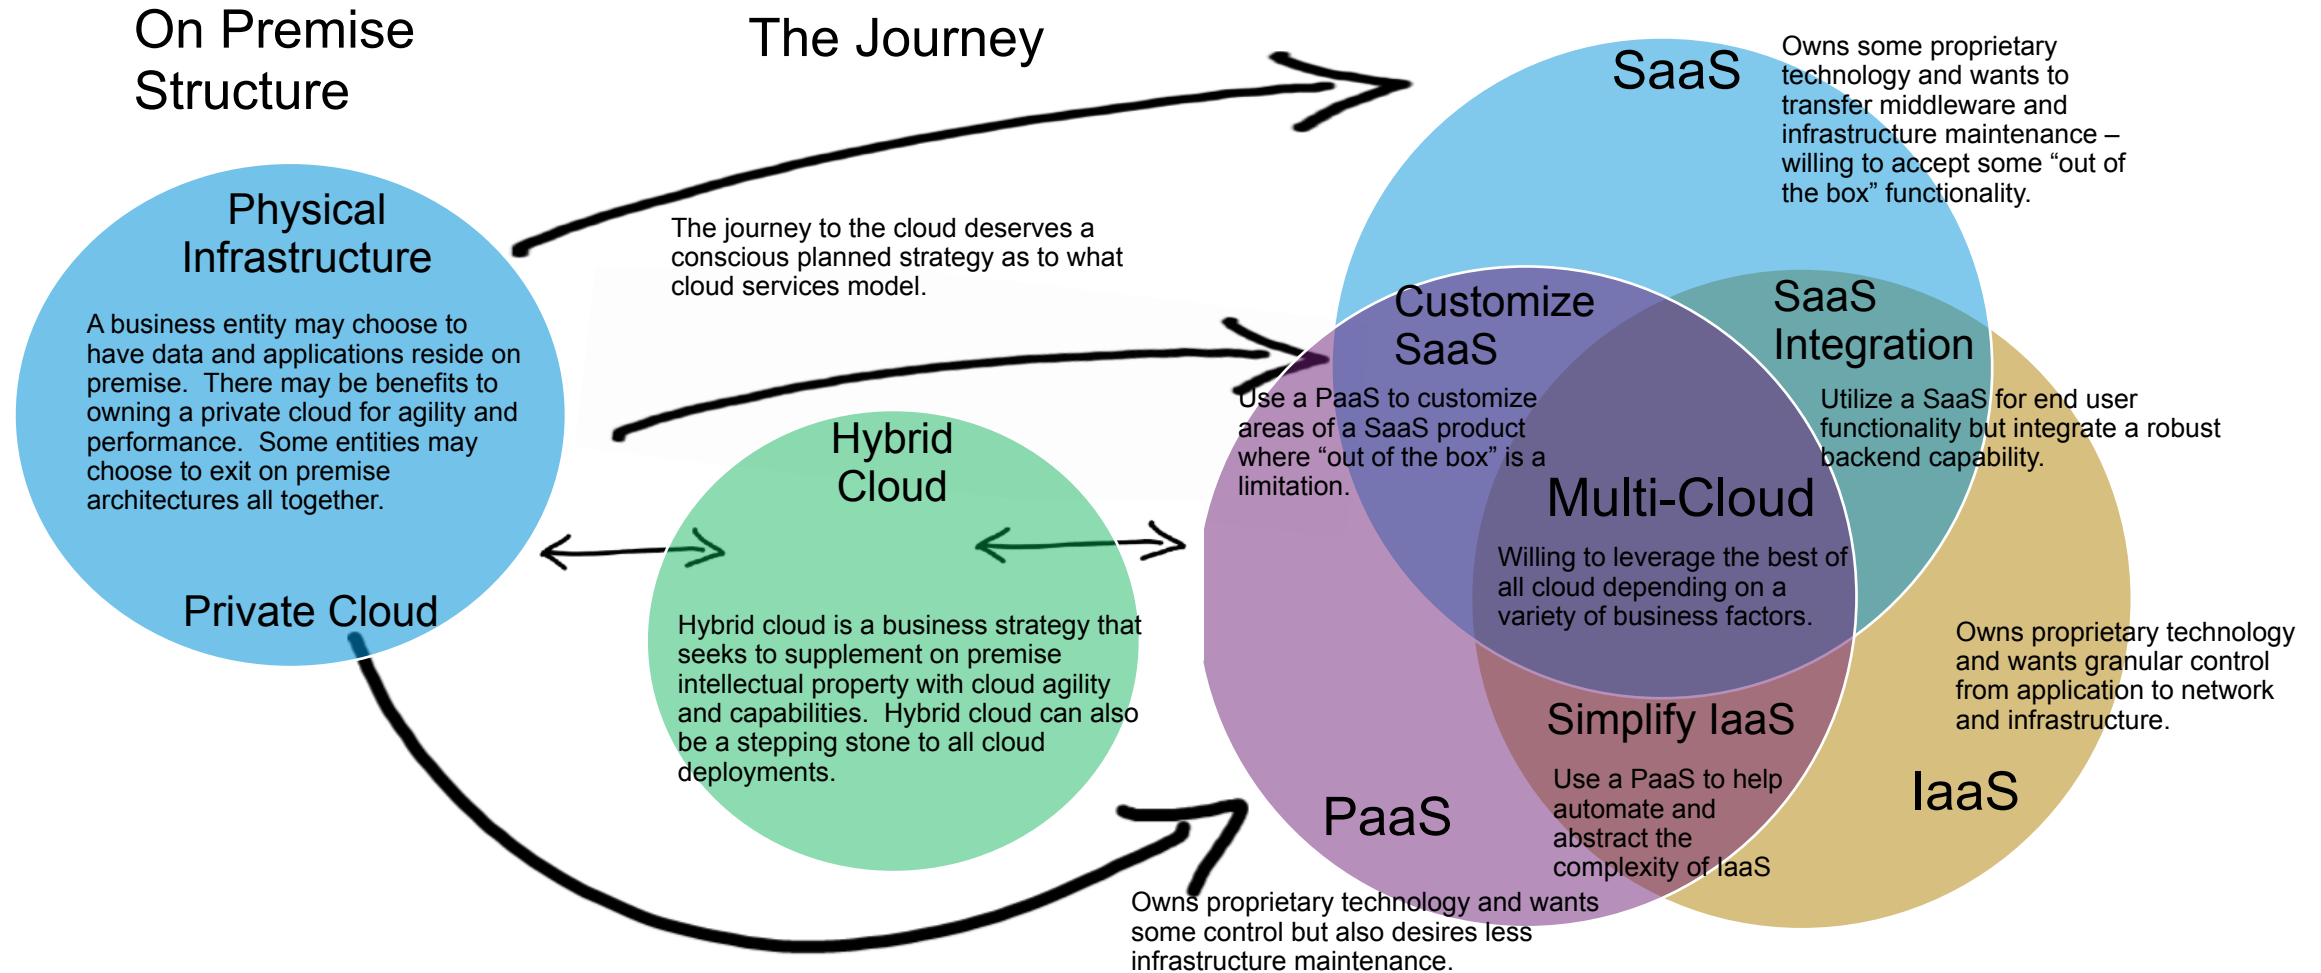 On Premise
Structure
The Journey
Physical
Infrastructure
A business entity may choose to
have data and applications reside on
premise.  There may be benefits to
owning a private cloud for agility and
performance.  Some entities may
choose to exit on premise
architectures all together.
Private Cloud
The journey to the cloud deserves a
conscious planned strategy as to what
cloud services model.
Hybrid
Cloud
Hybrid cloud is a business strategy that
seeks to supplement on premise
intellectual property with cloud agility
and capabilities.  Hybrid cloud can also
be a stepping stone to all cloud
deployments.
SaaS
Owns some proprietary
technology and wants to
transfer middleware and
infrastructure maintenance –
willing to accept some “out of
the box” functionality.
Customize
SaaS
Use a PaaS to customize
areas of a SaaS product
where “out of the box” is a
limitation.
SaaS
Integration
Utilize a SaaS for end user
functionality but integrate a robust
backend capability.
Multi-Cloud
Willing to leverage the best of
all cloud depending on a
variety of business factors.
Simplify IaaS
Use a PaaS to help
automate and
abstract the
complexity of IaaS
PaaS
Owns proprietary technology and wants
some control but also desires less
infrastructure maintenance.
Owns proprietary technology
and wants granular control
from application to network
and infrastructure.
IaaS